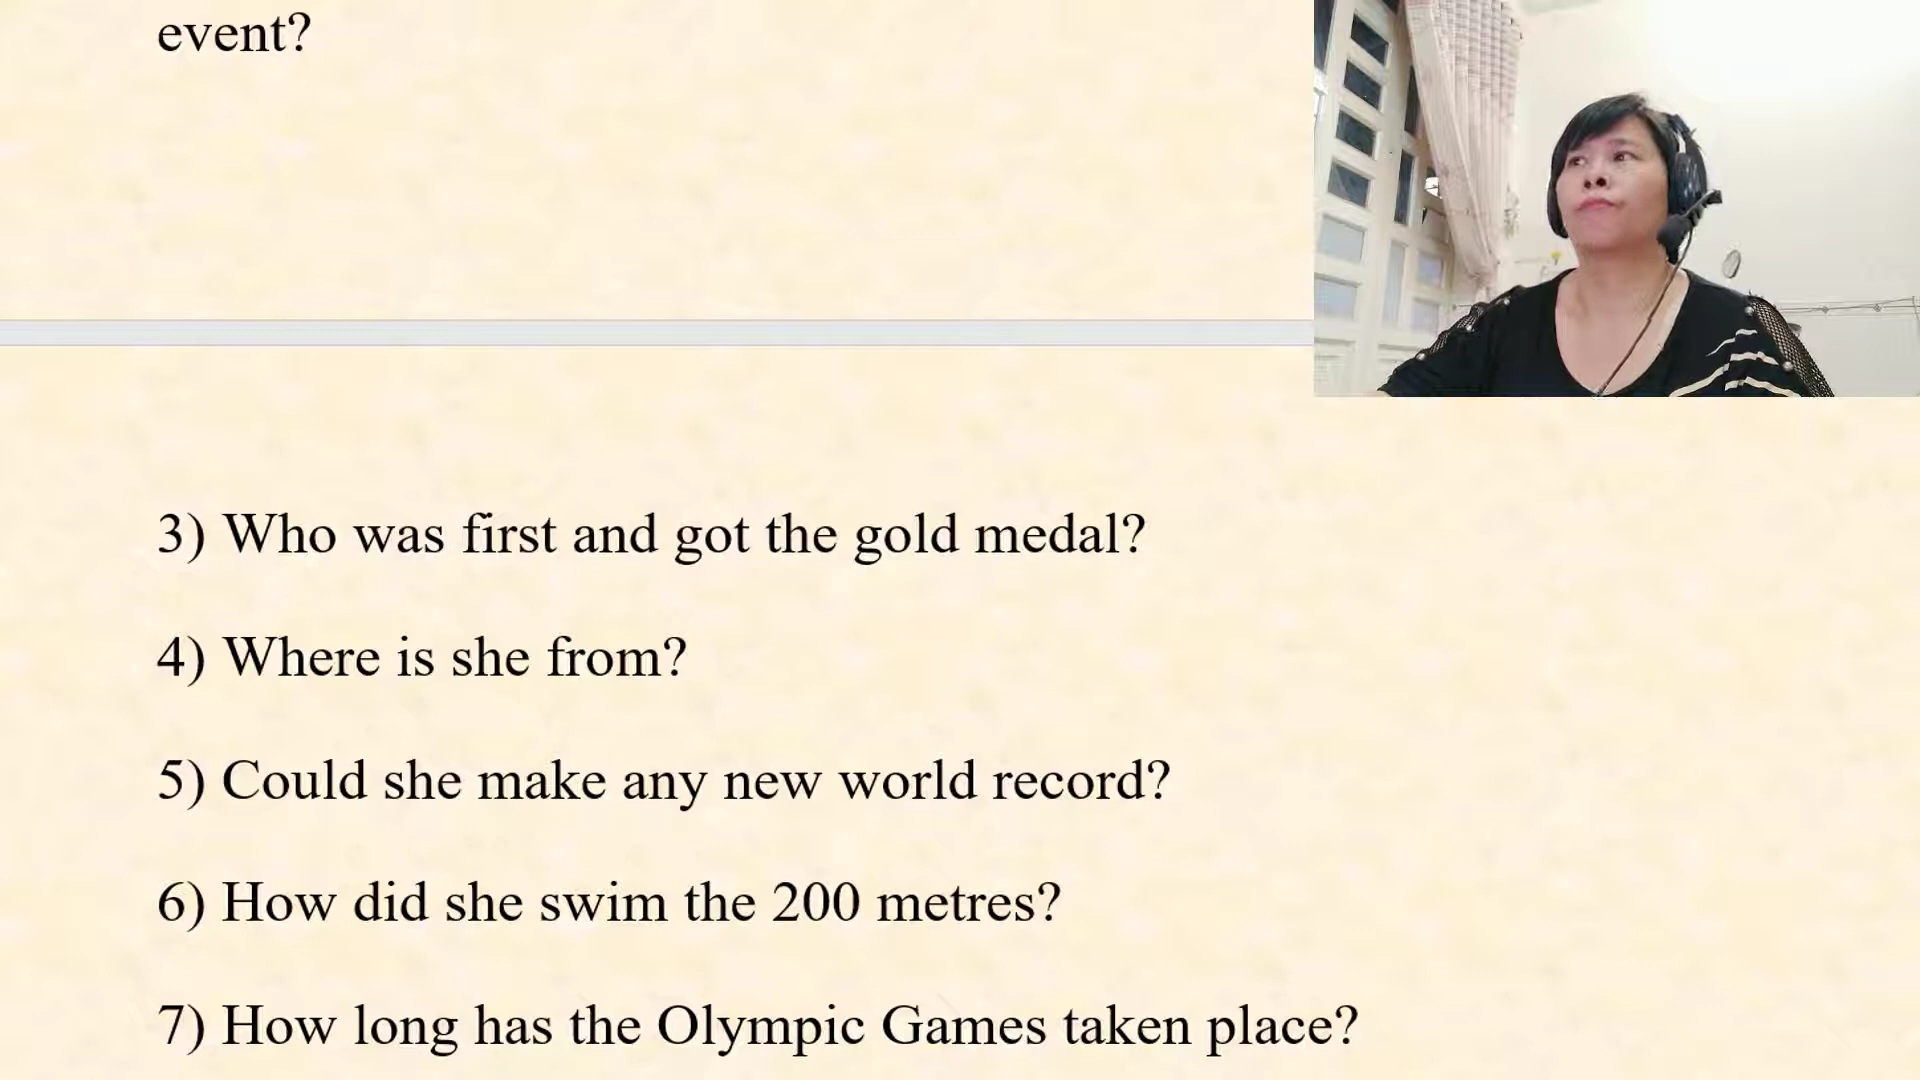 event?
3) Who was first and got the gold medal?
4) Where is she from?
5) Could she make any new world record?
6) How did she swim the 200 metres?
7) How long has the Olympic Games taken place?